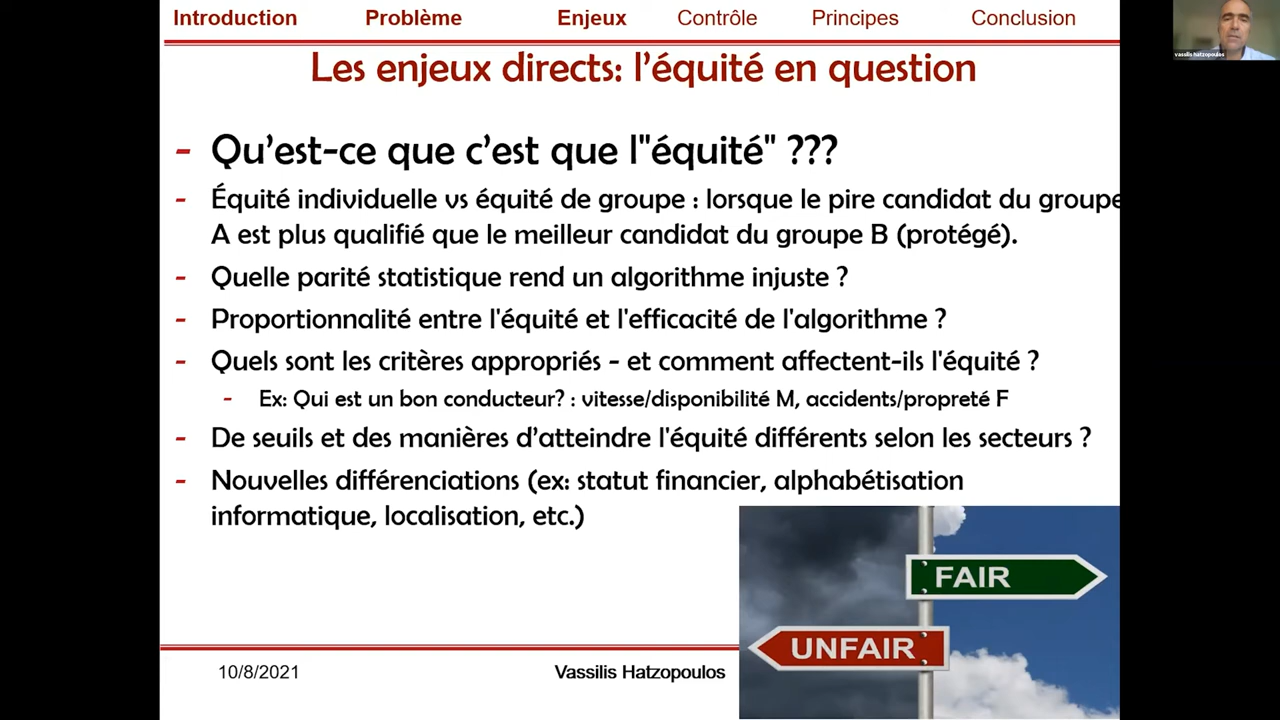 Introduction Problème Enjeux Contrôle Principes Conclusion
vassilis hatzopoulos
Les enjeux directs: l’équité en question
- Qu’est-ce que c’est que l"équité" ???
- Équité individuelle vs équité de groupe : lorsque le pire candidat du groupe
A est plus qualifié que le meilleur candidat du groupe B (protégé).
- Quelle parité statistique rend un algorithme injuste ?
- Proportionnalité entre l'équité et l'efficacité de l'algorithme ?
- Quels sont les critères appropriés - et comment affectent-ils l'équité ?
- Ex: Qui est un bon conducteur? : vitesse/disponibilité M, accidents/propreté F
- De seuils et des manières d’atteindre l'équité différents selon les secteurs ?
- Nouvelles différenciations (ex: statut financier, alphabétisation
informatique, localisation, etc.)
FAIR
UNFAIR
10/8/2021 Vassilis Hatzopoulos